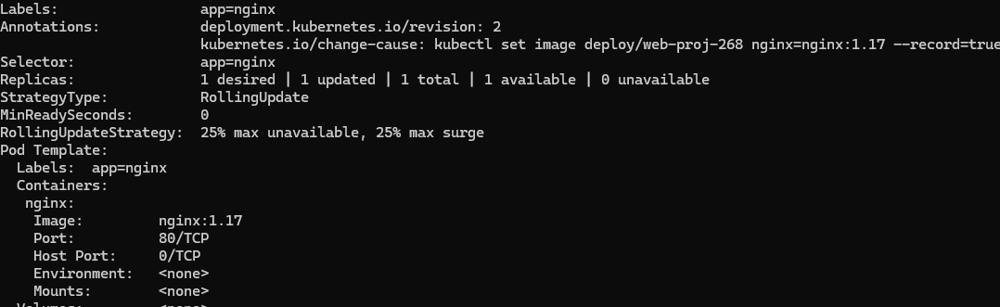 Labels:                 app=nginx
Annotations:            deployment.kubernetes.io/revision: 2
                        kubernetes.io/change-cause: kubectl set image deploy/web-proj-268 nginx=nginx:1.17 --record=true
Selector:               app=nginx
Replicas:               1 desired | 1 updated | 1 total | 1 available | 0 unavailable
StrategyType:           RollingUpdate
MinReadySeconds:        0
RollingUpdateStrategy:  25% max unavailable, 25% max surge
Pod Template:
  Labels:  app=nginx
  Containers:
   nginx:
    Image:         nginx:1.17
    Port:          80/TCP
    Host Port:     0/TCP
    Environment:   <none>
    Mounts:        <none>
  Volumes:         <none>